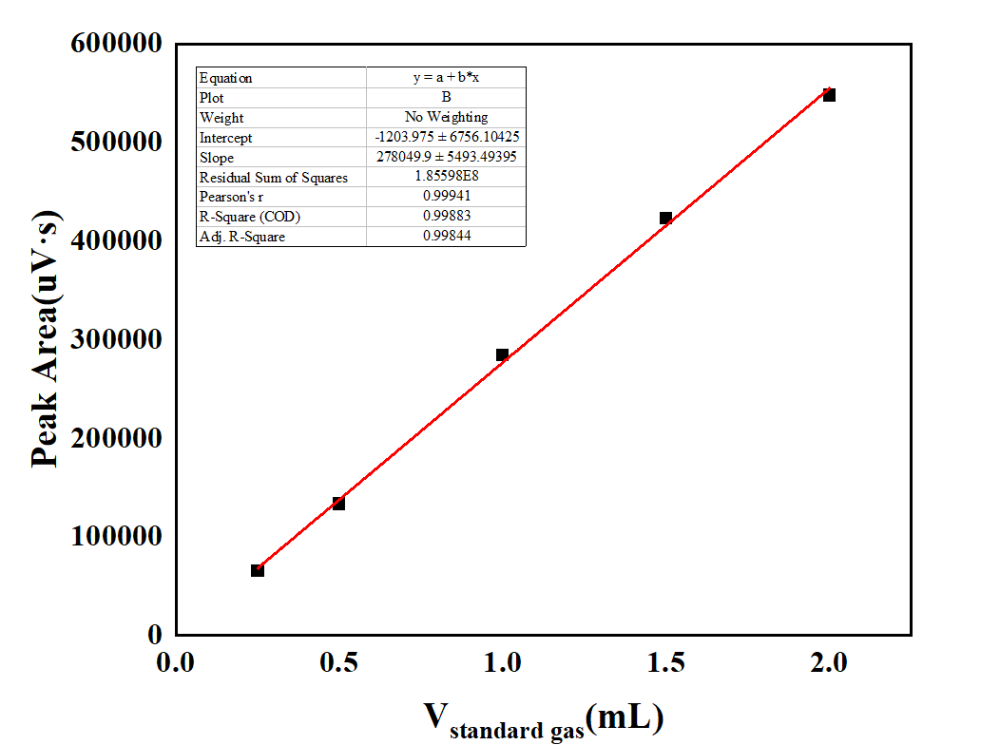 600000
500000
400000
300000
200000
100000
0
Peak Area(uV·s)
Equation y = a + b*x
Plot B
Weight No Weighting
Intercept -1203.975 ± 6756.10425
Slope 278049.9 ± 5493.49395
Residual Sum of Squares 1.85598E8
Pearson's r 0.99941
R-Square (COD) 0.99883
Adj. R-Square 0.99844
0.0 0.5 1.0 1.5 2.0
Vstandard gas(mL)